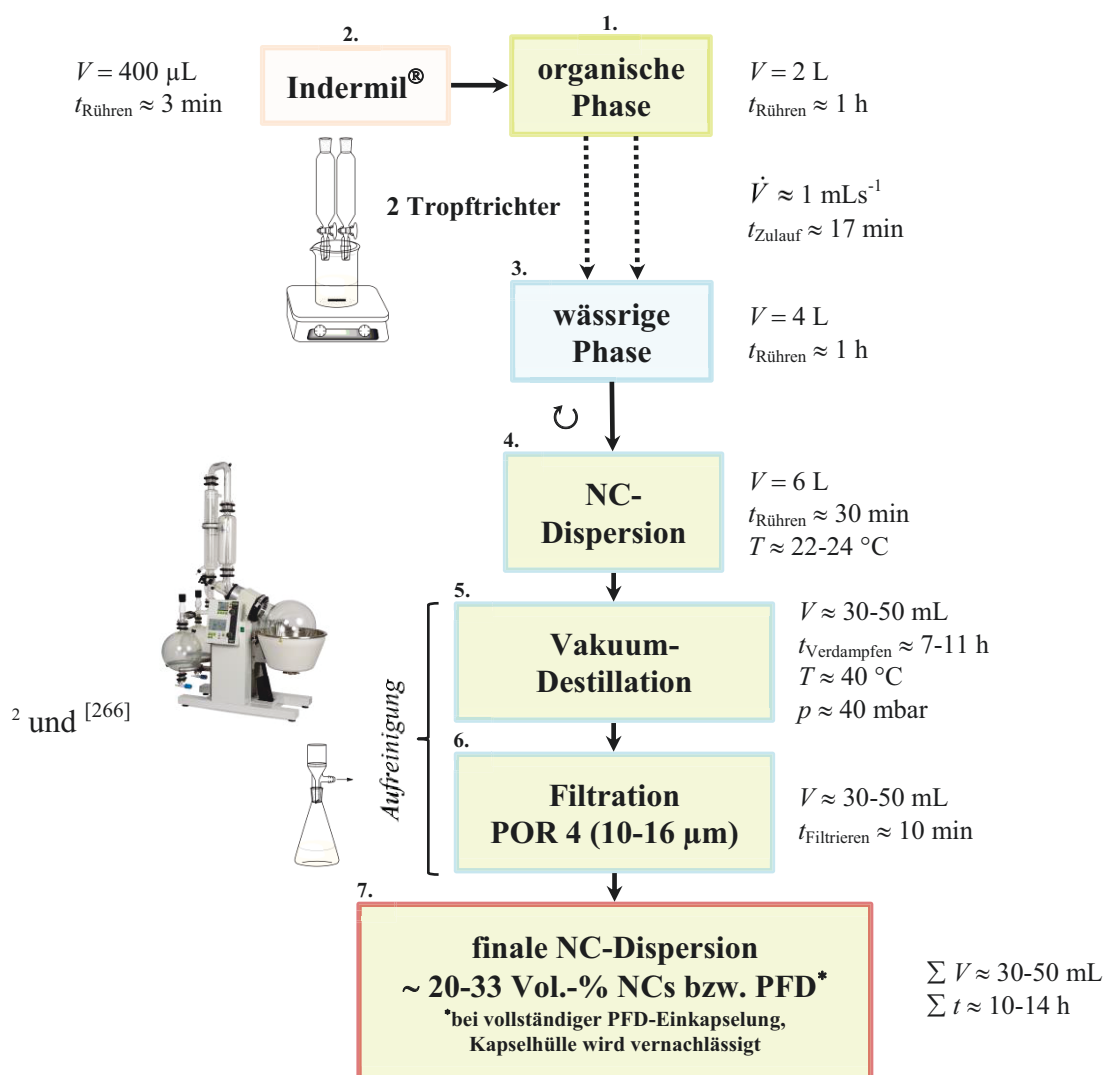 1.
2.
V = 400 µL
t_Rühren ≈ 3 min
Indermil®
organische
Phase
V = 2 L
t_Rühren ≈ 1 h
2 Tropftrichter
V̇ ≈ 1 mLs⁻¹
t_Zulauf ≈ 17 min
3.
wässrige
Phase
V = 4 L
t_Rühren ≈ 1 h
4.
NC-
Dispersion
V = 6 L
t_Rühren ≈ 30 min
T ≈ 22-24 °C
5.
Vakuum-
Destillation
V ≈ 30-50 mL
t_Verdampfen ≈ 7-11 h
T ≈ 40 °C
p ≈ 40 mbar
² und [266]
Aufreinigung
6.
Filtration
POR 4 (10-16 µm)
V ≈ 30-50 mL
t_Filtrieren ≈ 10 min
7.
finale NC-Dispersion
~ 20-33 Vol.-% NCs bzw. PFD*
*bei vollständiger PFD-Einkapselung,
Kapselhülle wird vernachlässigt
∑ V ≈ 30-50 mL
∑ t ≈ 10-14 h